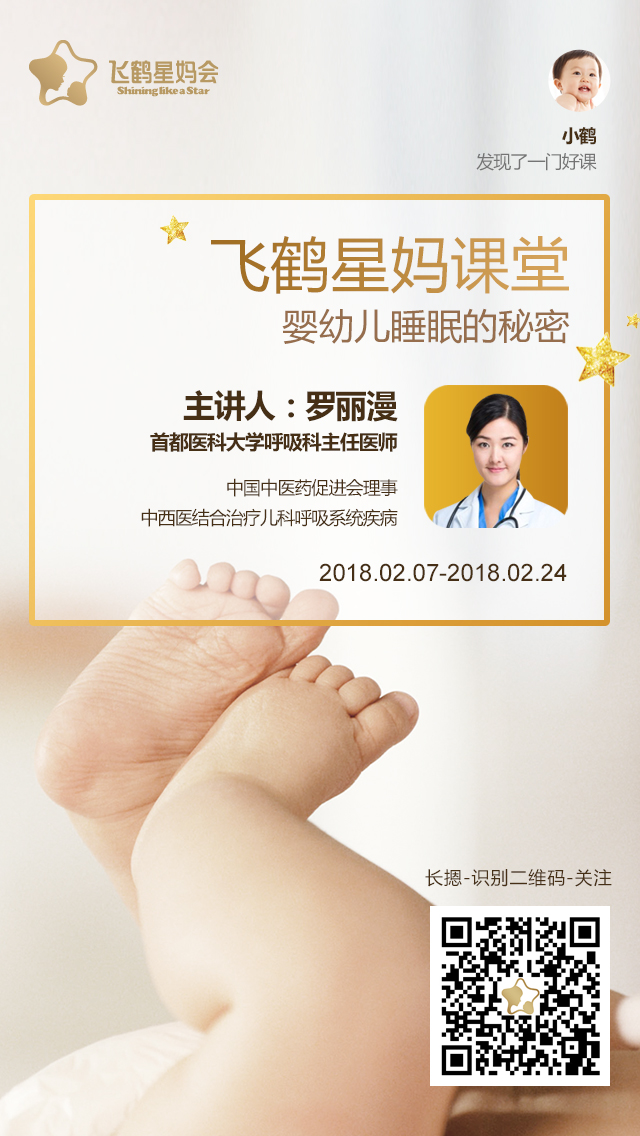 飞鹤星妈会
Shining like a Star
小鹤
发现了一门好课
飞鹤星妈课堂
婴幼儿睡眠的秘密
主讲人：罗丽漫
首都医科大学呼吸科主任医师
中国中医药促进会理事
中西医结合治疗儿科呼吸系统疾病
2018.02.07-2018.02.24
长摁-识别二维码-关注